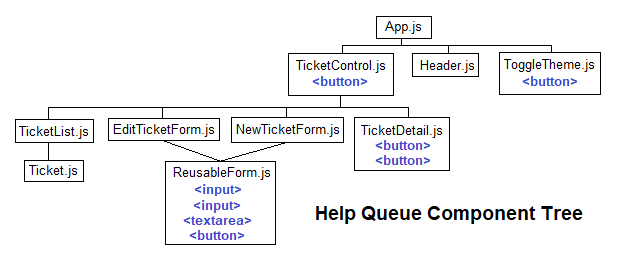 App.js
TicketControl.js
<button>
Header.js
ToggleTheme.js
<button>
TicketList.js
EditTicketForm.js
NewTicketForm.js
TicketDetail.js
<button>
<button>
Ticket.js
ReusableForm.js
<input>
<input>
<textarea>
<button>
Help Queue Component Tree